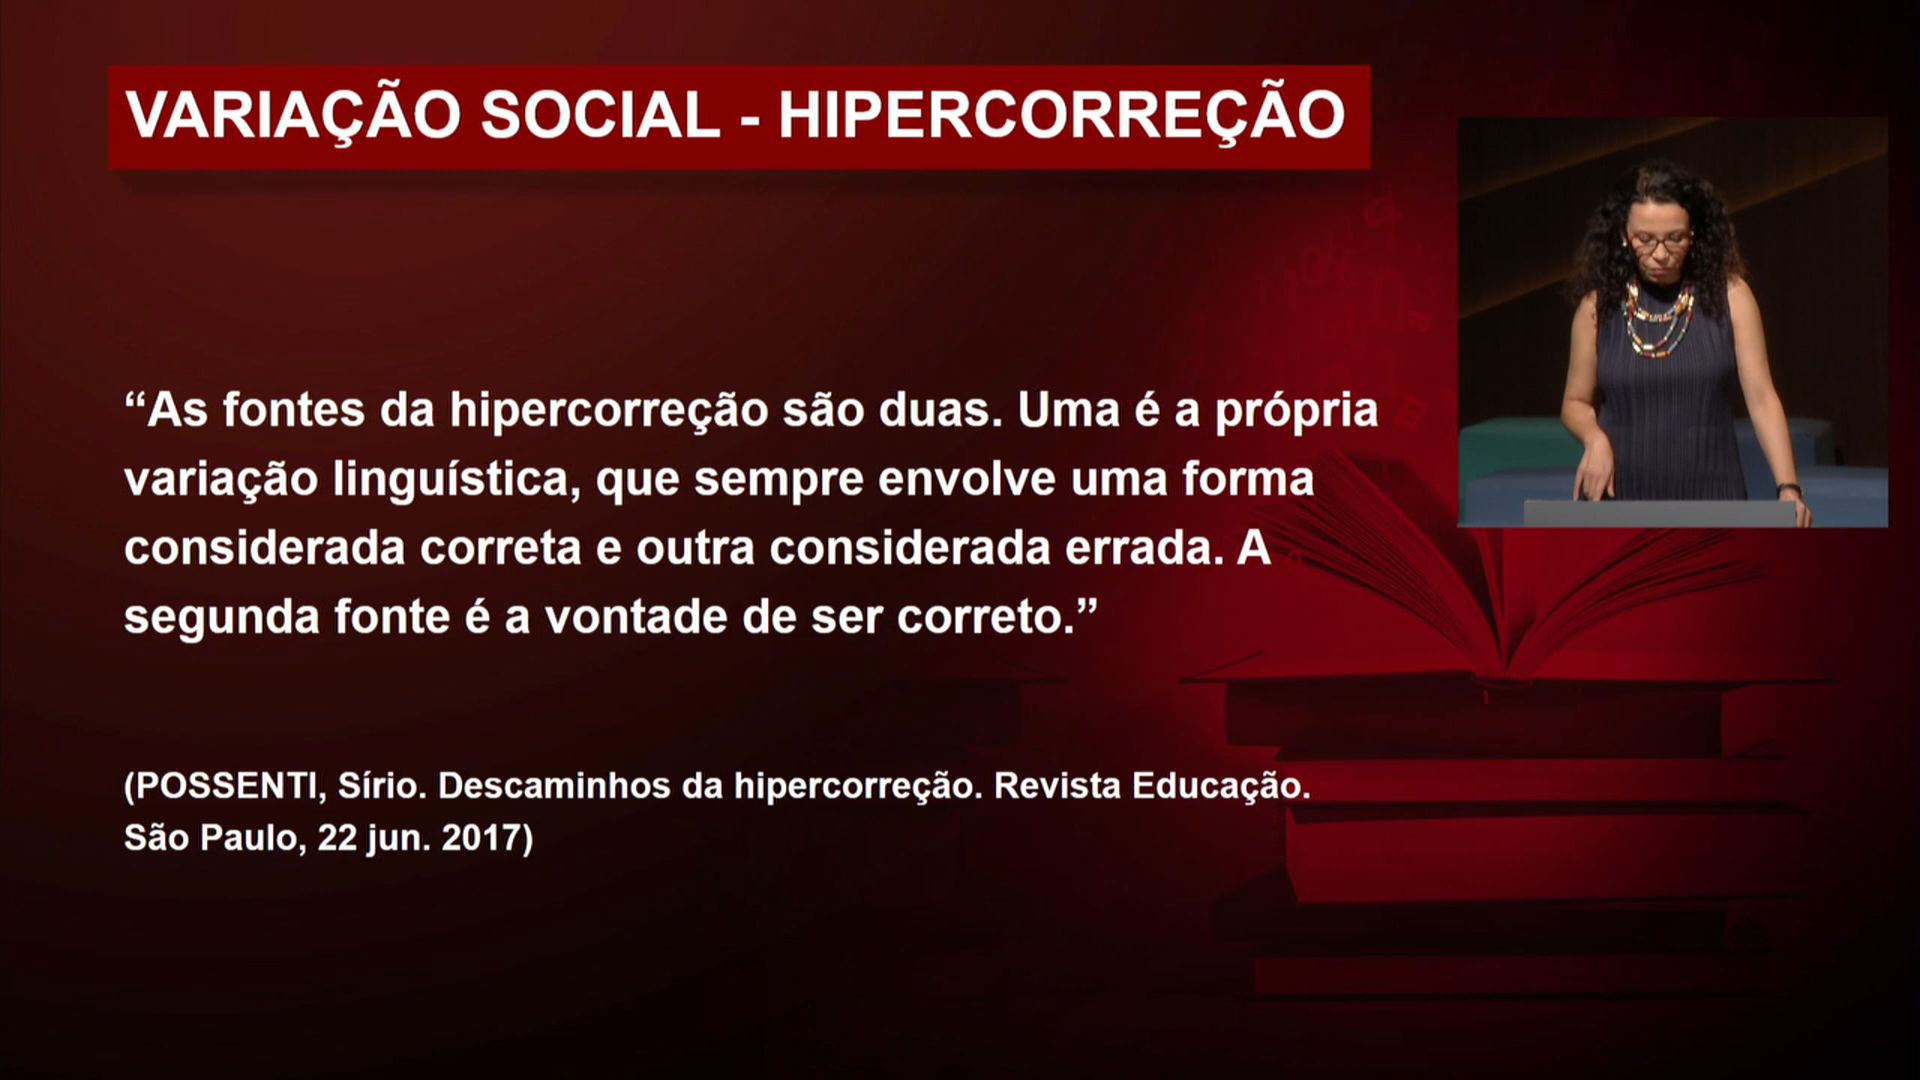 VARIAÇÃO SOCIAL - HIPERCORREÇÃO
“As fontes da hipercorreção são duas. Uma é a própria
variação linguística, que sempre envolve uma forma
considerada correta e outra considerada errada. A
segunda fonte é a vontade de ser correto.”
(POSSENTI, Sírio. Descaminhos da hipercorreção. Revista Educação.
São Paulo, 22 jun. 2017)